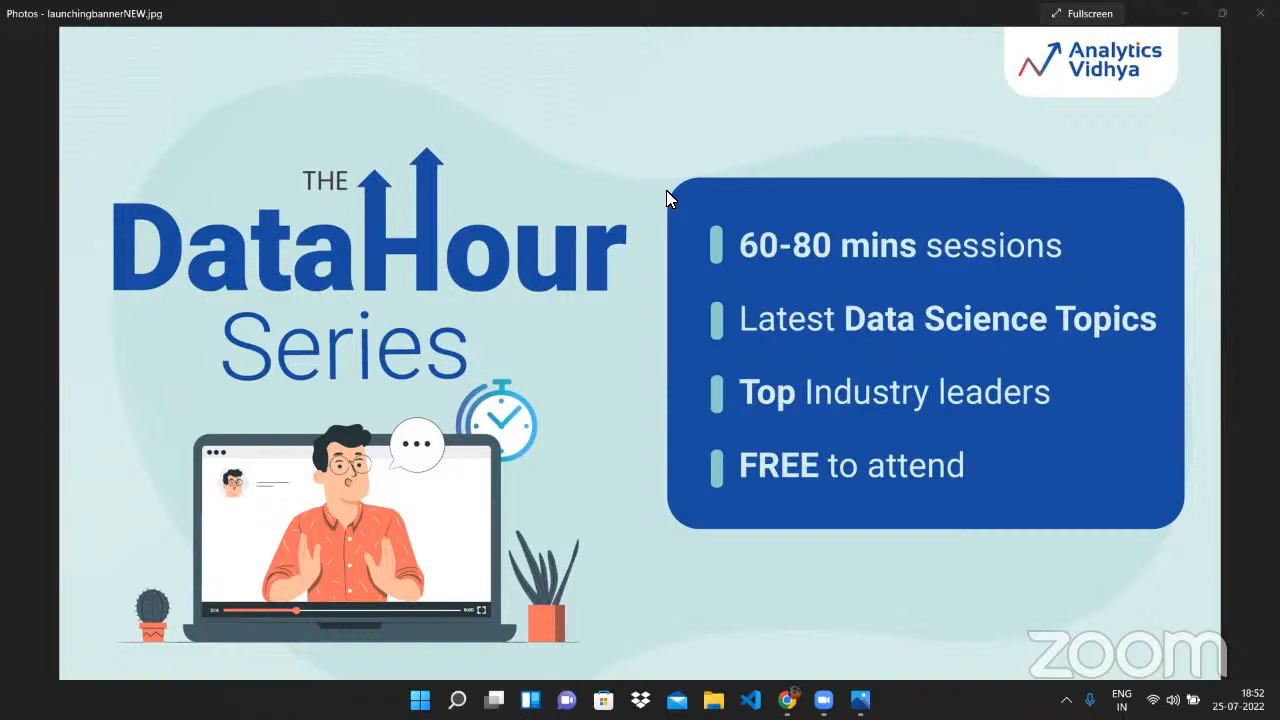 Photos - launchingbannerNEW.jpg
Fullscreen
Analytics
Vidhya
THE
DataHour
Series
60-80 mins sessions
Latest Data Science Topics
Top Industry leaders
FREE to attend
zoom
ENG
IN
18:52
25-07-2022